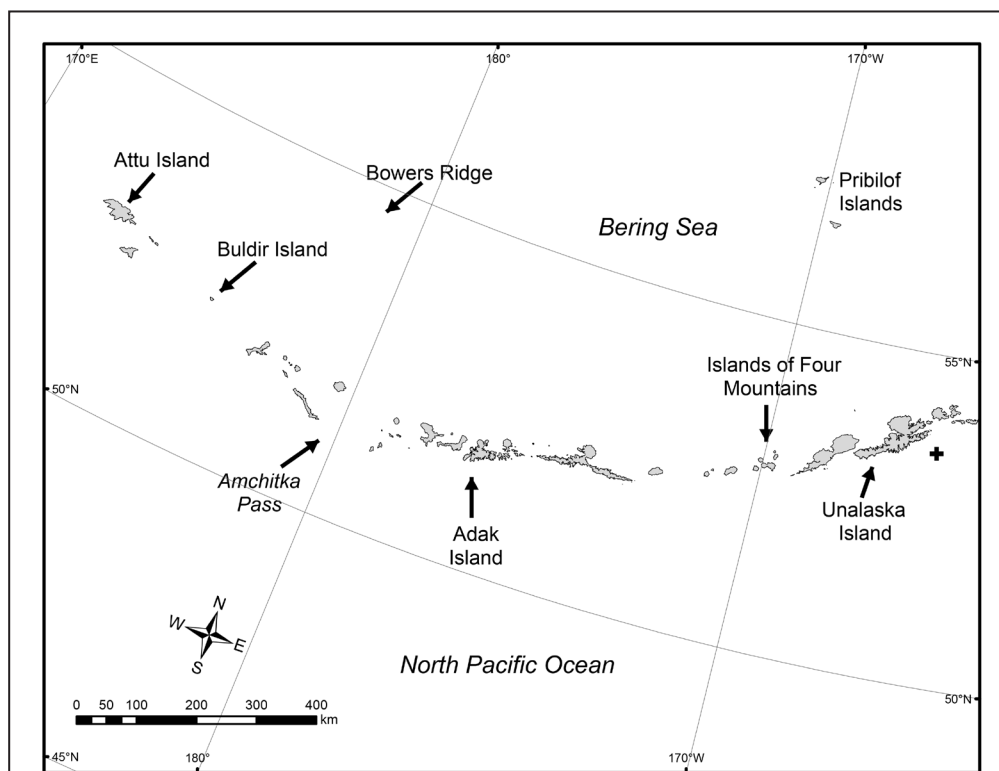 170°E
180°
170°W
Attu Island
Bowers Ridge
Pribilof
Islands
Bering Sea
Buldir Island
55°N
Islands of Four
Mountains
50°N
Amchitka
Pass
Unalaska
Island
Adak
Island
N
W
E
S
North Pacific Ocean
50°N
0 50 100 200 300 400
km
45°N
180°
170°W